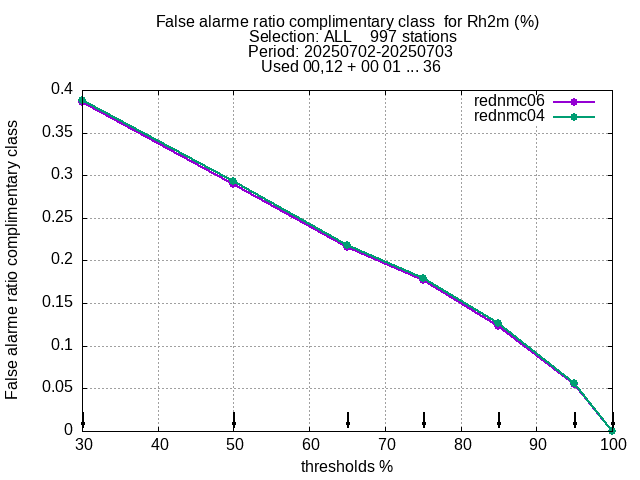 False alarme ratio complimentary class  for Rh2m (%)
Selection: ALL    997 stations
Period: 20250702-20250703
Used 00,12 + 00 01 ... 36
rednmc06
rednmc04
False alarme ratio complimentary class
0.4
0.35
0.3
0.25
0.2
0.15
0.1
0.05
0
30 40 50 60 70 80 90 100
thresholds %